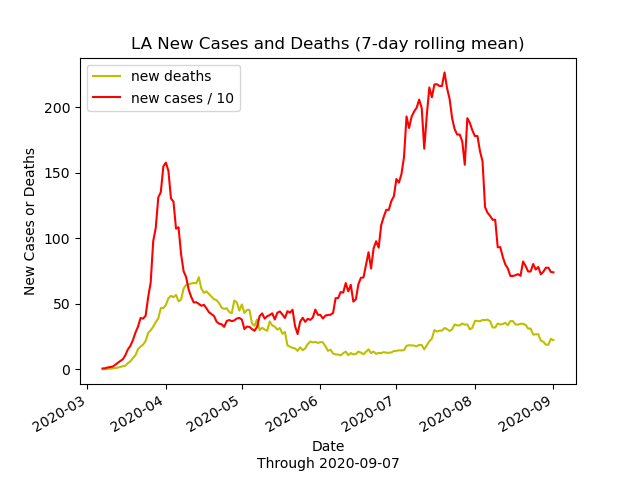 LA New Cases and Deaths (7-day rolling mean)
new deaths
new cases / 10
New Cases or Deaths
200
150
100
50
0
2020-03
2020-04
2020-05
2020-06
2020-07
2020-08
2020-09
Date
Through 2020-09-07